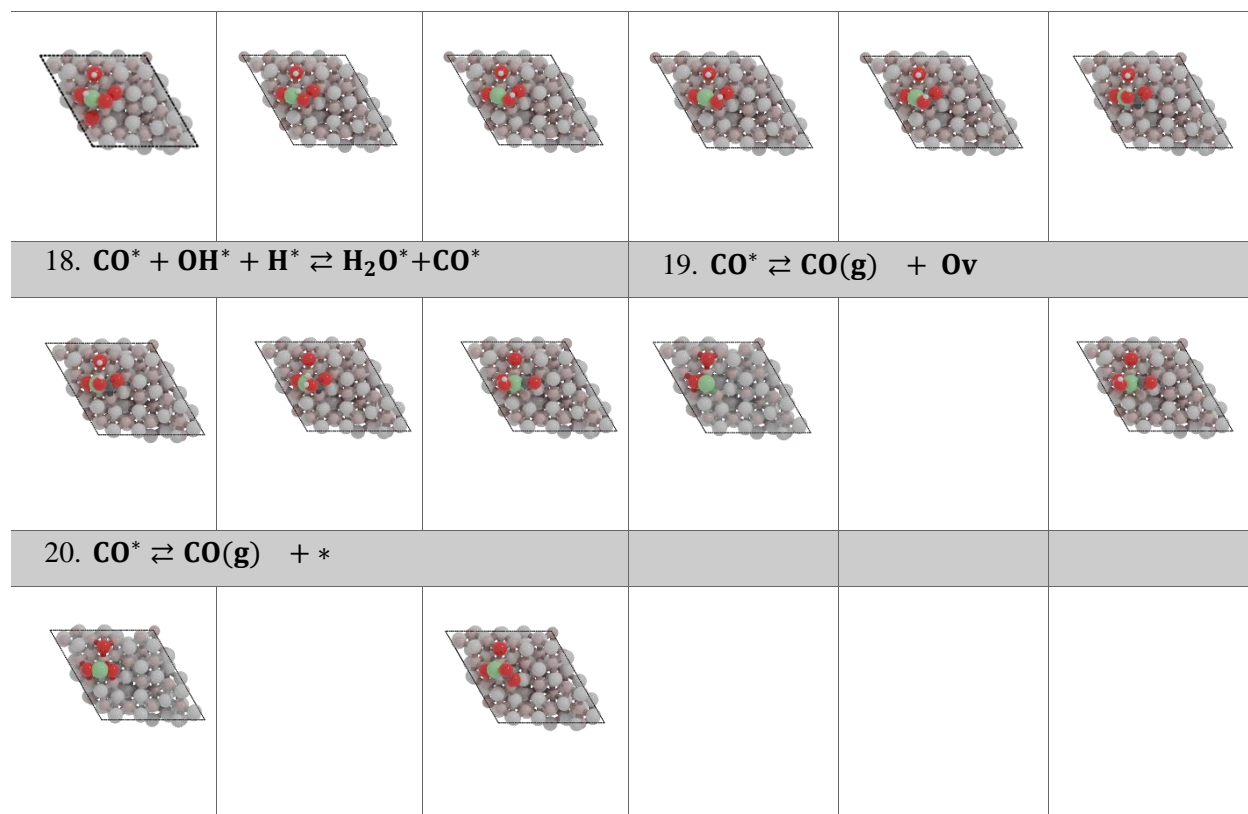 18. CO* + OH* + H* ⇄ H₂O*+CO*
19. CO* ⇄ CO(g) + Ov
20. CO* ⇄ CO(g) + *